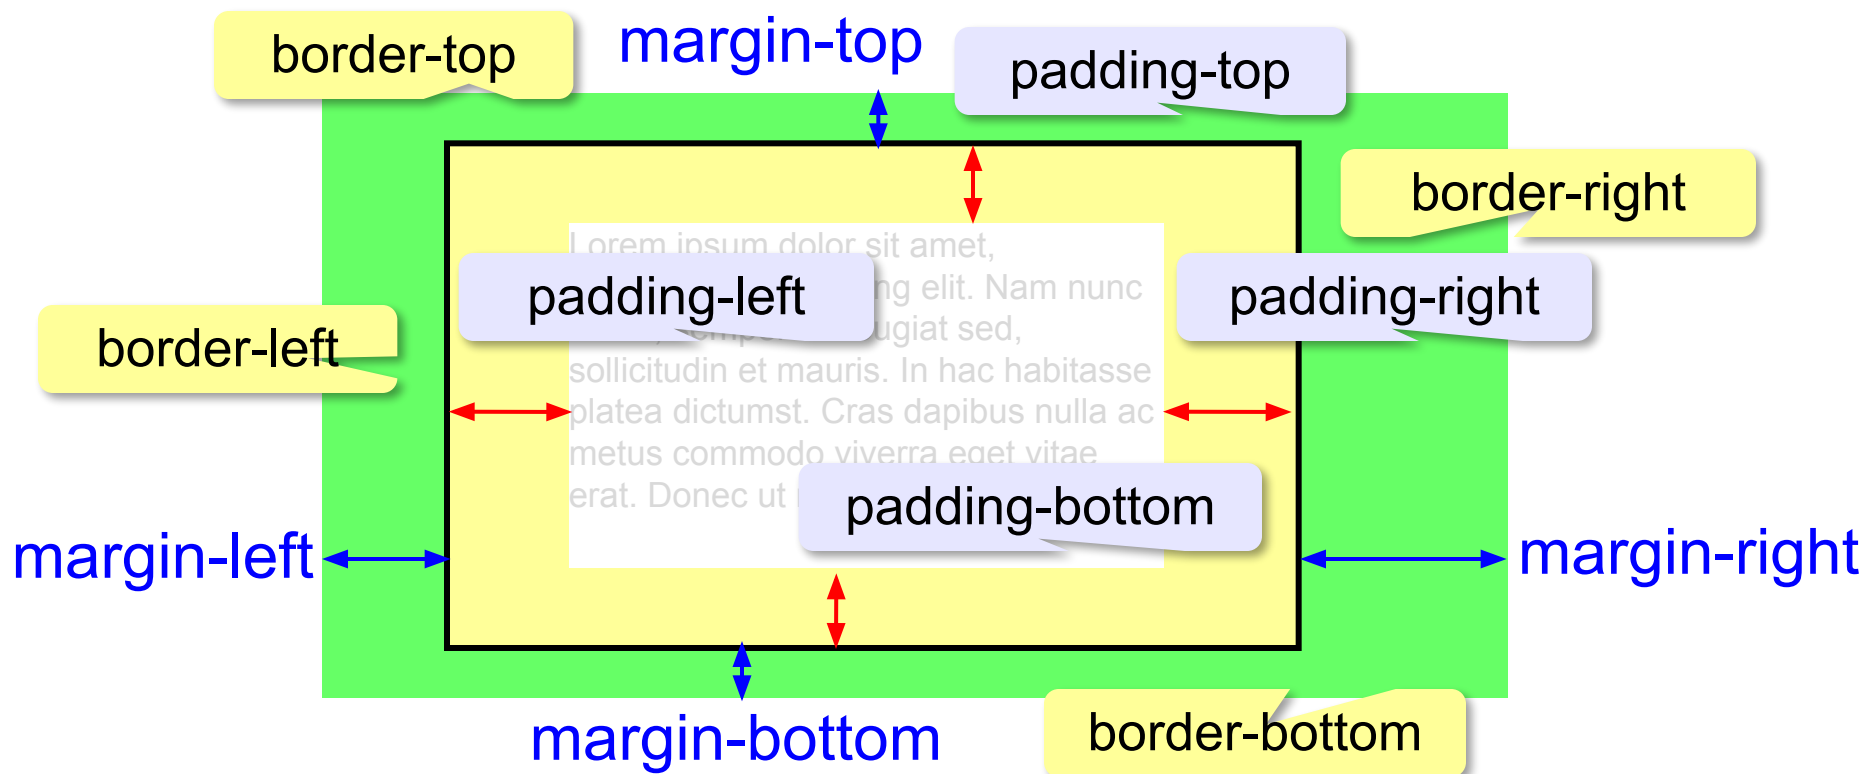 border-top
margin-top
padding-top
border-right
Lorem ipsum dolor sit amet,
padding-left
elit. Nam nunc
padding-right
border-left
sed,
sollicitudin et mauris. In hac habitasse
platea dictumst. Cras dapibus nulla ac
metus commodo viverra eget vitae
erat. Donec ut
padding-bottom
margin-left
margin-right
margin-bottom
border-bottom